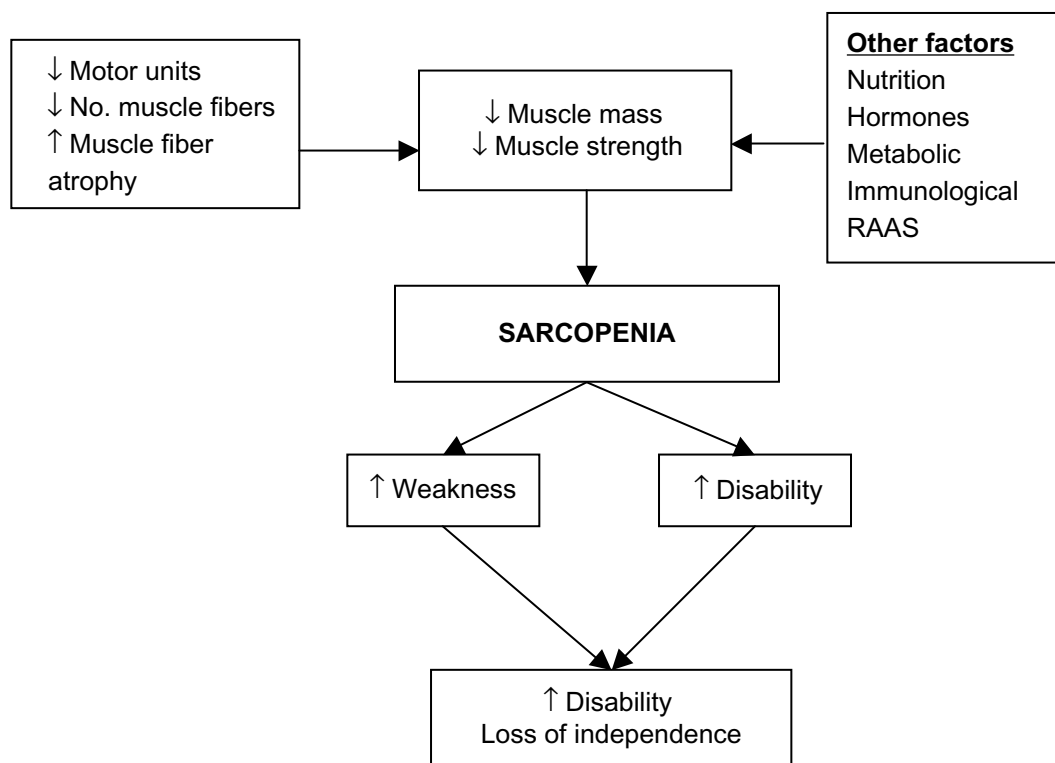 ↓ Motor units
↓ No. muscle fibers
↑ Muscle fiber
atrophy
↓ Muscle mass
↓ Muscle strength
Other factors
Nutrition
Hormones
Metabolic
Immunological
RAAS
SARCOPENIA
↑ Weakness
↑ Disability
↑ Disability
Loss of independence